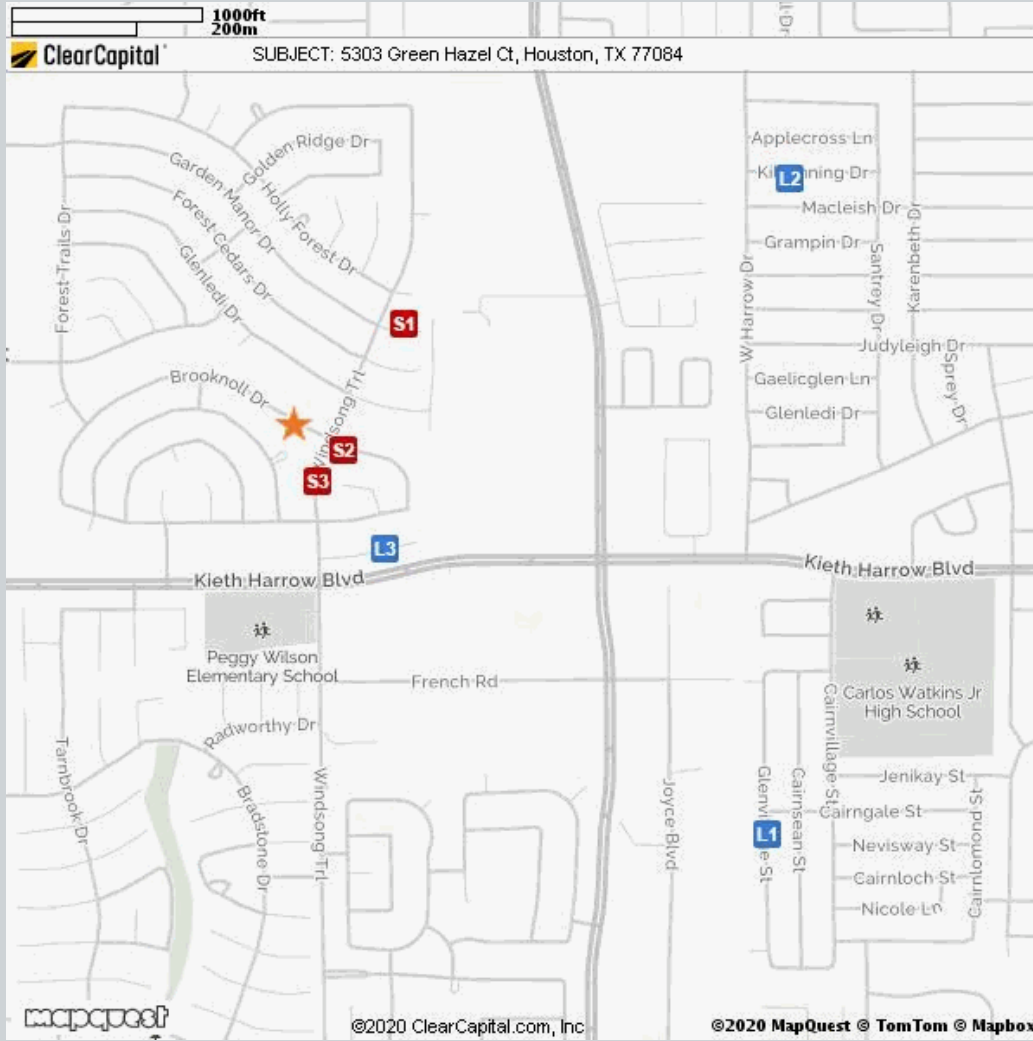 1000ft
200m
ClearCapital
SUBJECT: 5303 Green Hazel Ct, Houston, TX 77084
Dr
Golden Ridge Dr
Garden Manor Dr
Holly Forest Dr
Forest Cedars Dr
Glenledi Dr
Forest Trails Dr
Applecross Ln
L2
Macleish Dr
Grampin Dr
W Harrow Dr
Santrey Dr
Karenbeth Dr
S1
Judyleigh Dr
Brooknoll Dr
Windsong Trl
Gaelicglen Ln
Sprey Dr
Glenledi Dr
S2
S3
L3
Kieth Harrow Blvd
Kieth Harrow Blvd
Peggy Wilson
Elementary School
French Rd
Carlos Watkins Jr
High School
Radworthy Dr
Tarnbrook Dr
Bradstone Dr
Windsong Trl
Joyce Blvd
Cairnsean St
Cairnvillage St
Jenikay St
Cairngale St
L1
Nevisway St
Cairnloch St
Cairnlomond St
Nicole Ln
mapquest
©2020 ClearCapital.com, Inc
©2020 MapQuest © TomTom © Mapbox